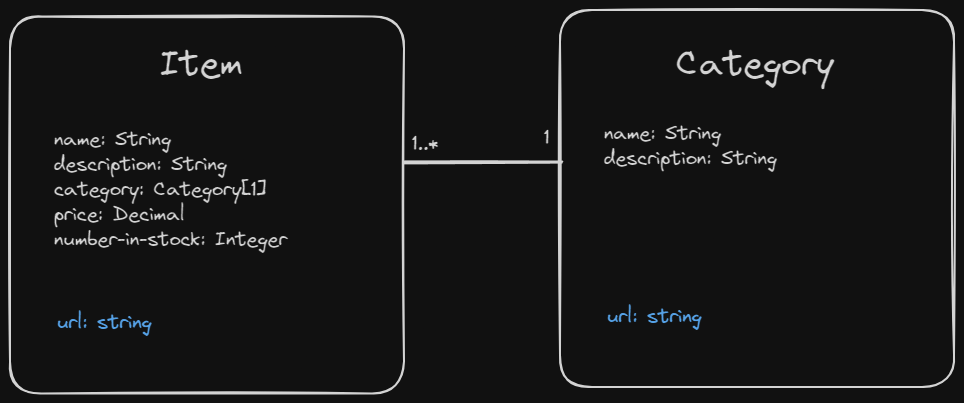 Item
name: String
description: String
category: Category[1]
price: Decimal
number-in-stock: Integer
url: string
1..*
1
Category
name: String
description: String
url: string